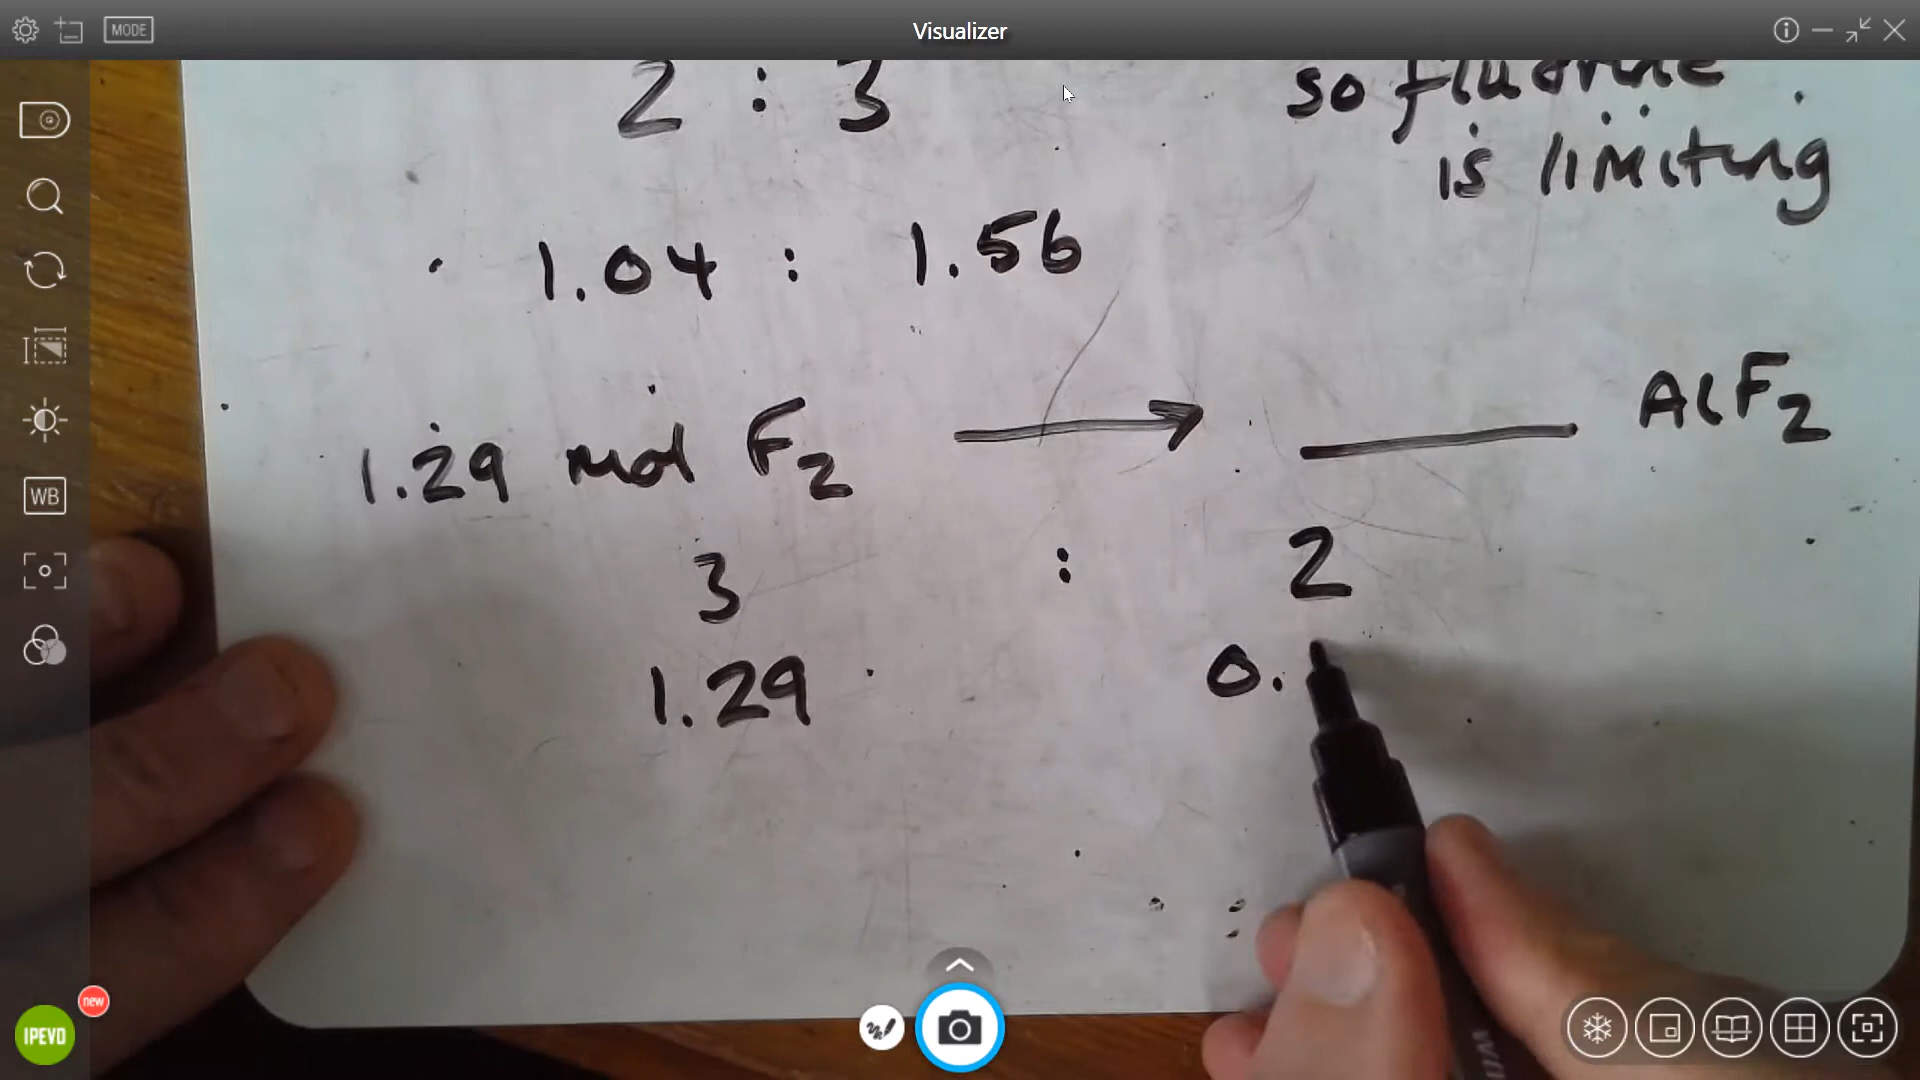 MODE
Visualizer
2 : 3
so fluorine
is limiting
1.04 : 1.56
1.29 mol F₂ → ____ AlF₂
3 : 2
1.29 0.
WB
new
IPEVO